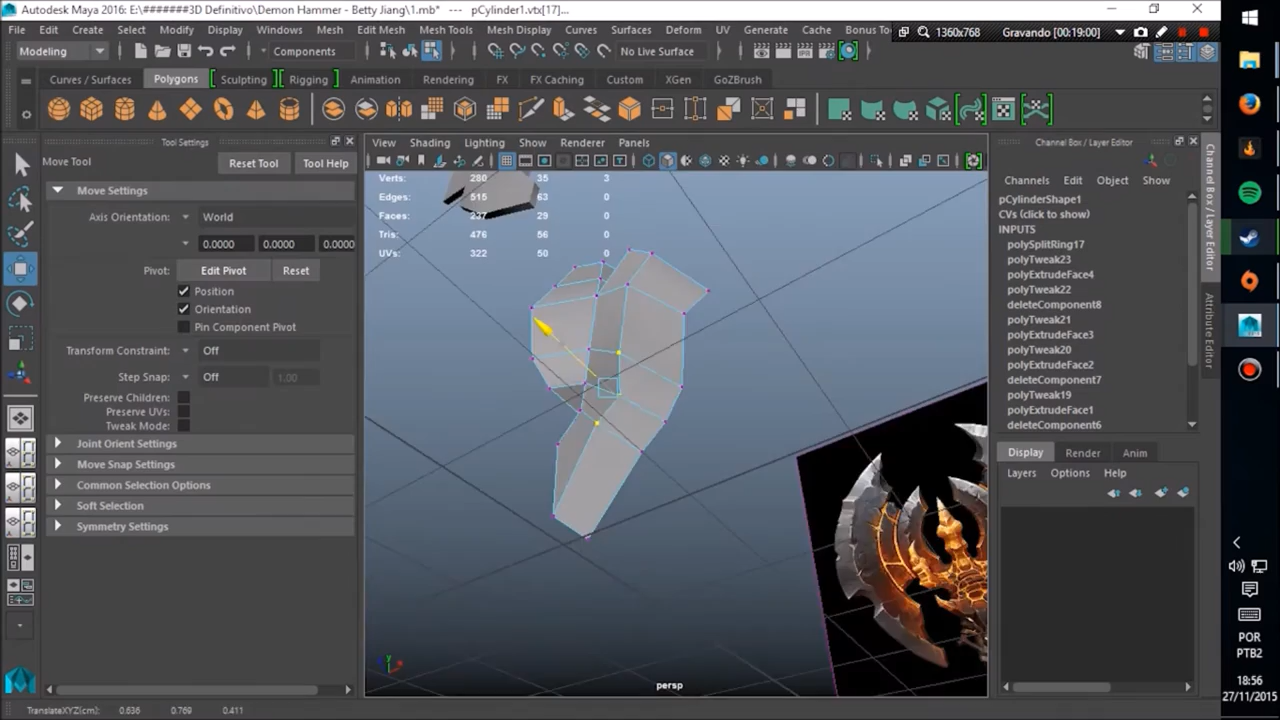 Autodesk Maya 2016: E:\#######3D Definitivo\Demon Hammer - Betty Jiang\1.mb* --- pCylinder1.vtx[17]...
File Edit Create Select Modify Display Windows Mesh Edit Mesh Mesh Tools Mesh Display Curves Surfaces Deform UV Generate Cache Bonus To
1360x768 Gravando [00:19:00]
Modeling Components No Live Surface
Curves / Surfaces Polygons Sculpting Rigging Animation Rendering FX FX Caching Custom XGen GoZBrush
Tool Settings
Move Tool Reset Tool Tool Help
Move Settings
Axis Orientation: World
0.0000 0.0000 0.0000
Pivot: Edit Pivot Reset
Position
Orientation
Pin Component Pivot
Transform Constraint: Off
Step Snap: Off 1.00
Preserve Children:
Preserve UVs:
Tweak Mode:
Joint Orient Settings
Move Snap Settings
Common Selection Options
Soft Selection
Symmetry Settings
View Shading Lighting Show Renderer Panels
Verts: 280 35 3
Edges: 515 63 0
Faces: 237 29 0
Tris: 476 56 0
UVs: 322 50 0
persp
Channel Box / Layer Editor
Channels Edit Object Show
pCylinderShape1
CVs (click to show)
INPUTS
polySplitRing17
polyTweak23
polyExtrudeFace4
polyTweak22
deleteComponent8
polyTweak21
polyExtrudeFace3
polyTweak20
polyExtrudeFace2
deleteComponent7
polyTweak19
polyExtrudeFace1
deleteComponent6
Display Render Anim
Layers Options Help
Channel Box / Layer Editor
Attribute Editor
POR
PTB2
18:56
27/11/2015
TranslateXYZ(cm): 0.636 0.769 0.411